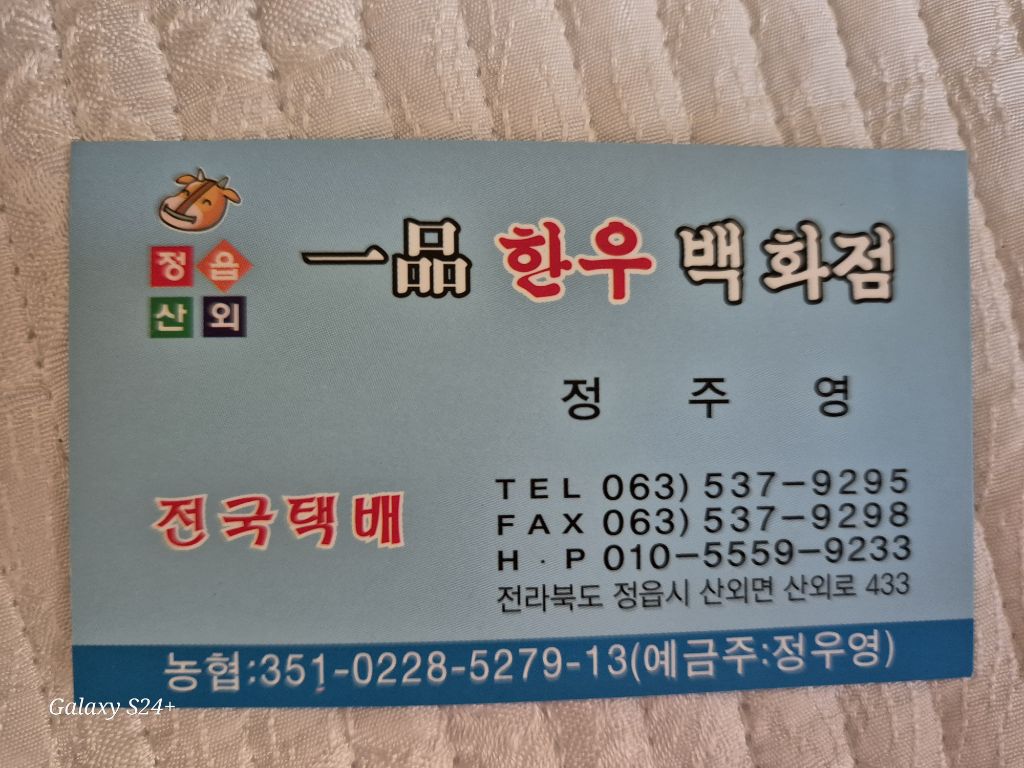 정읍
산외
一品 한우 백화점
정 주 영
전국택배
TEL 063) 537-9295
FAX 063) 537-9298
H·P 010-5559-9233
전라북도 정읍시 산외면 산외로 433
농협:351-0228-5279-13(예금주:정우영)
Galaxy S24+